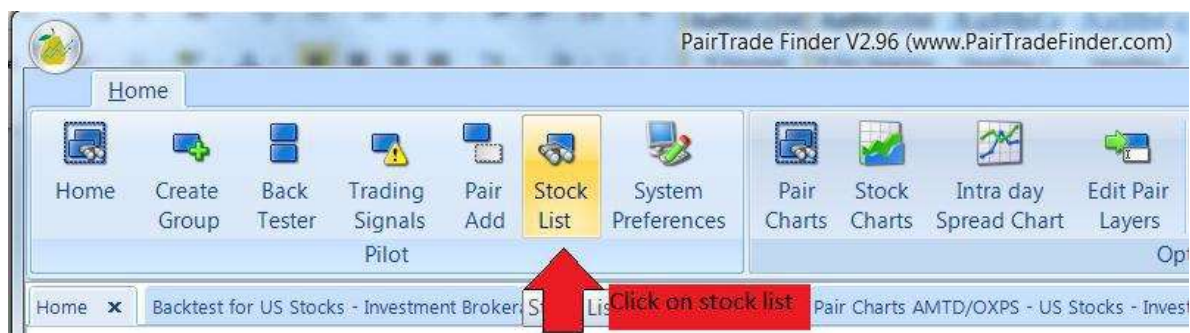 PairTrade Finder V2.96 (www.PairTradeFinder.com)
Home
Home
Create Group
Back Tester
Trading Signals
Pair Add
Stock List
System Preferences
Pilot
Pair Charts
Stock Charts
Intra day Spread Chart
Edit Pair Layers
Opt
Home x
Backtest for US Stocks - Investment Broker
S Lis
Click on stock list
Pair Charts AMTD/OXPS - US Stocks - Invest